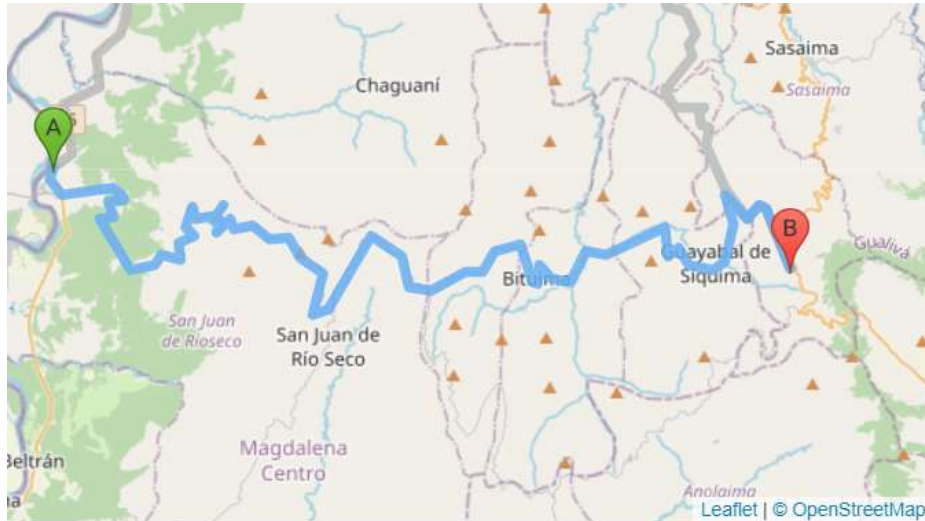 Sasaima
Chaguaní
Sasaima
A
B
Gualivá
Guayabal de
Siquima
Bituima
San Juan
de Rioseco
San Juan de
Río Seco
Beltrán
Magdalena
Centro
Anolaima
Leaflet | © OpenStreetMap